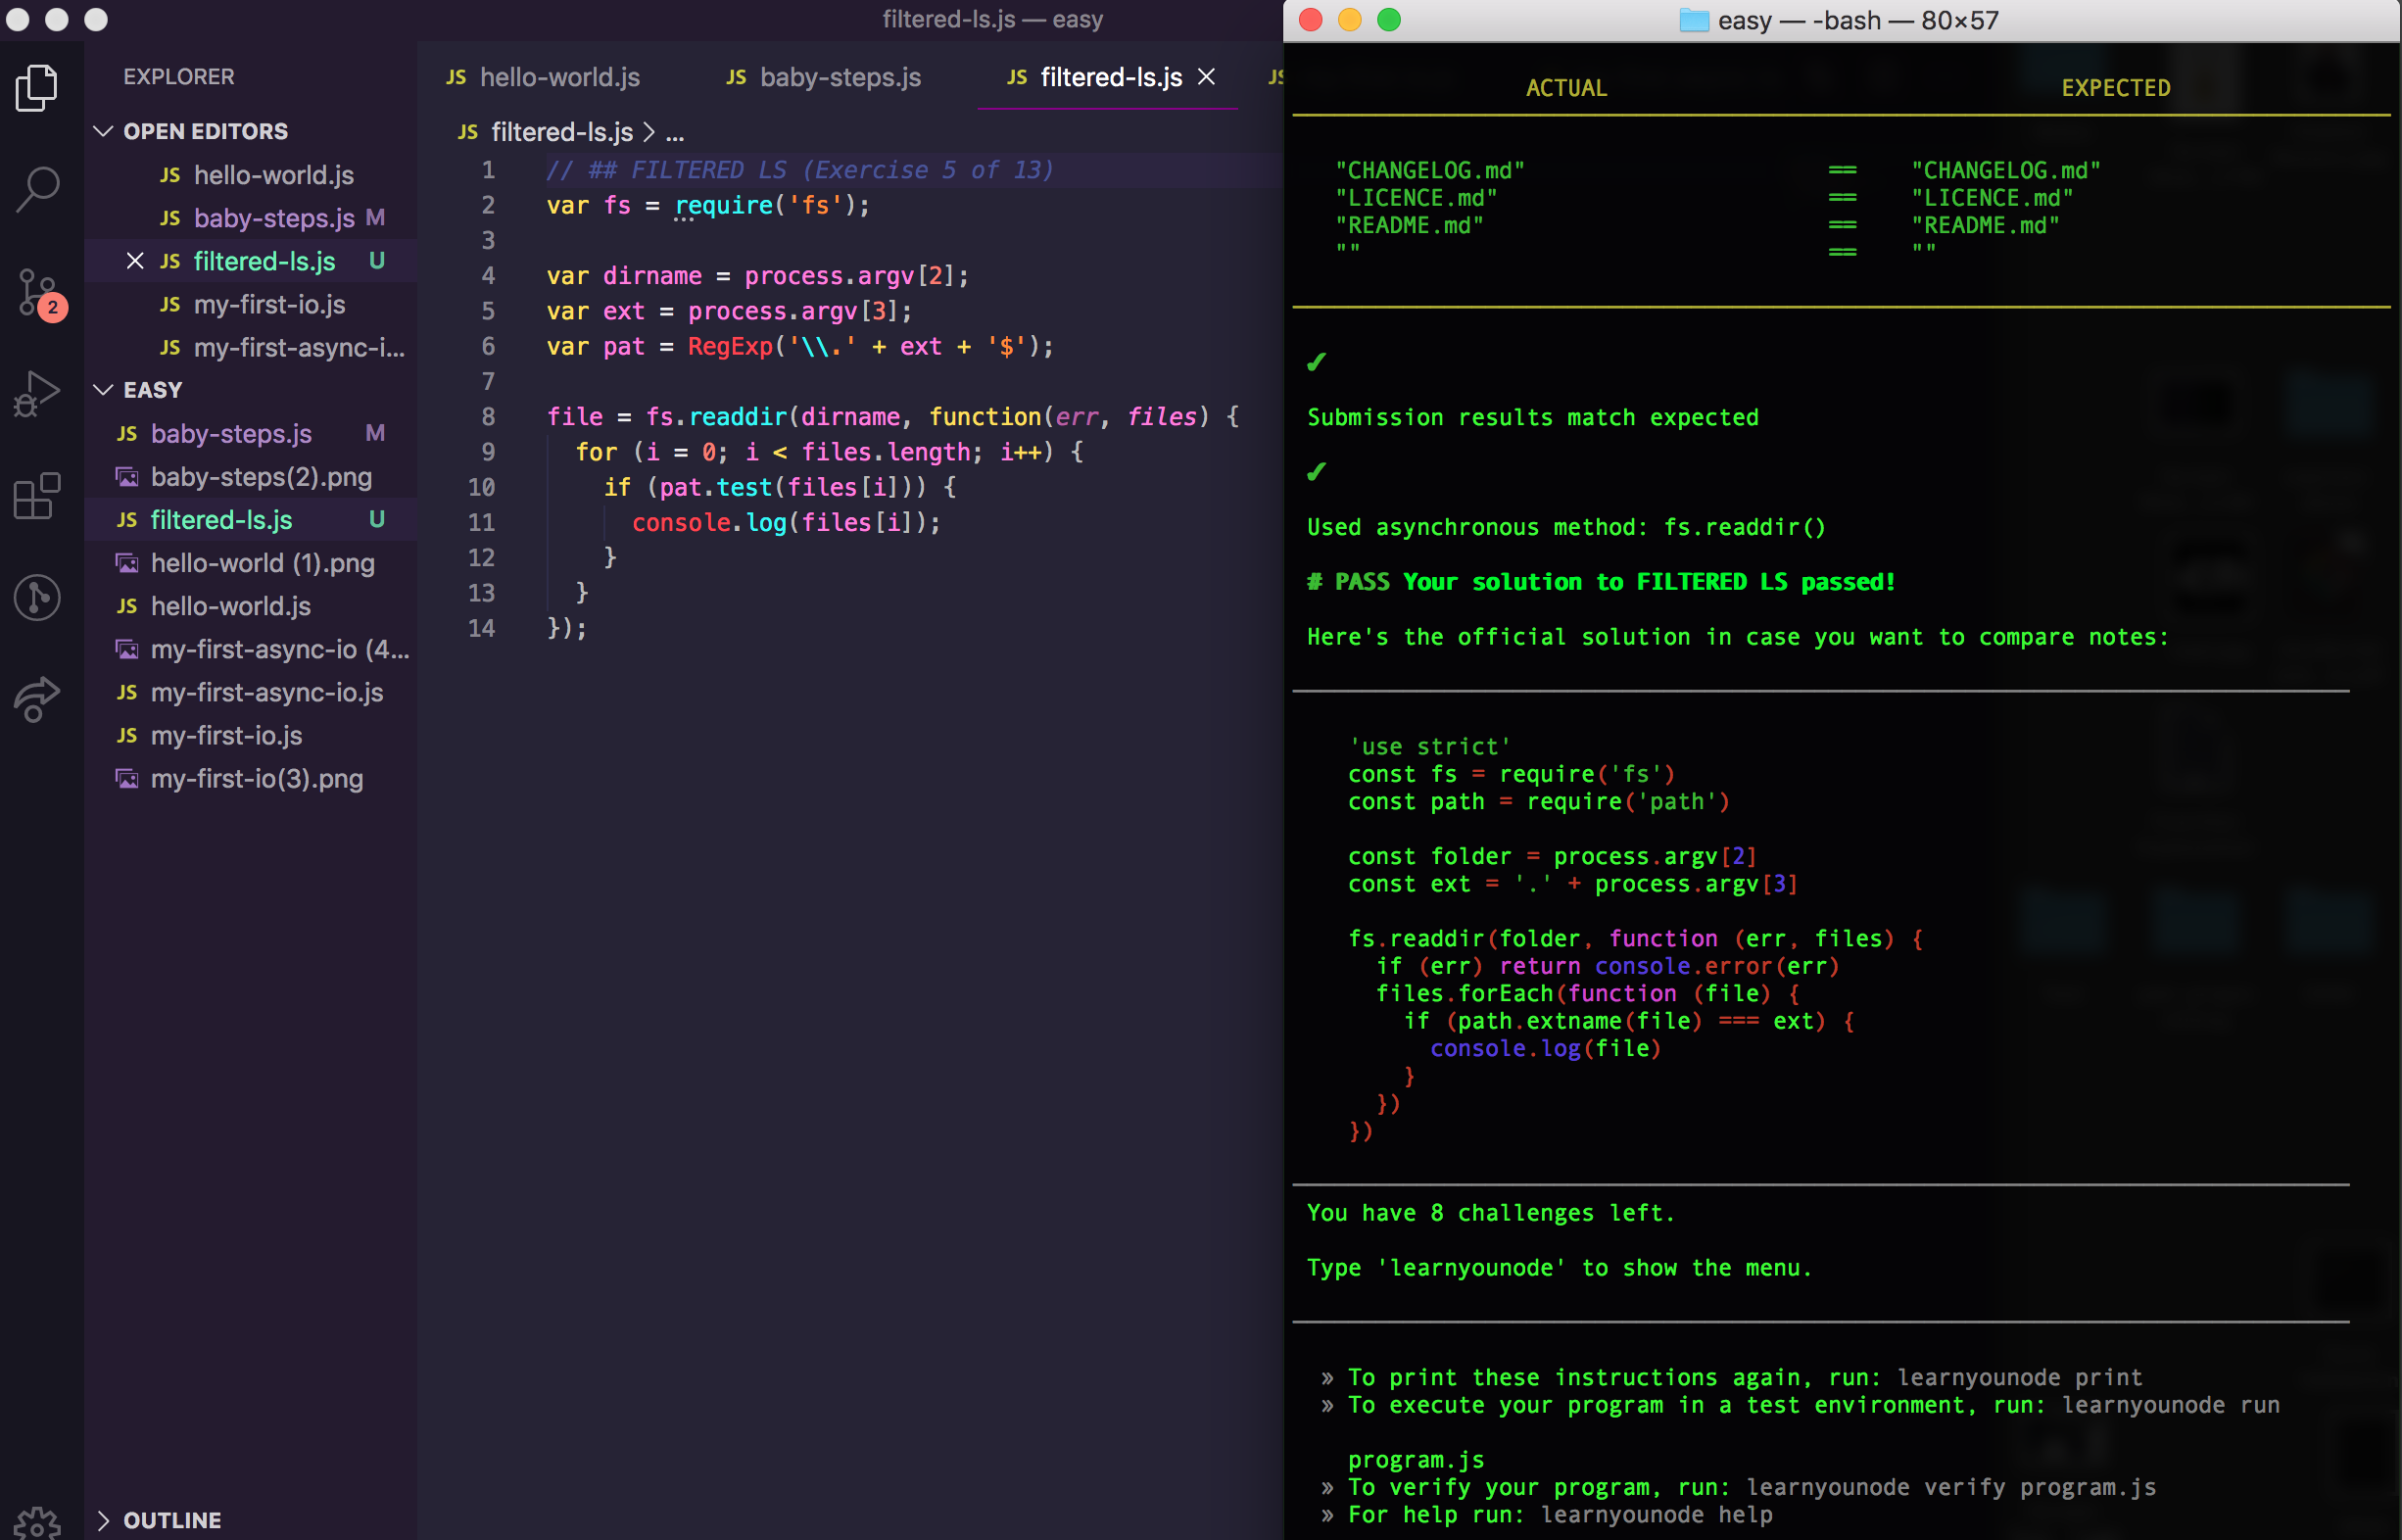 filtered-ls.js — easy
EXPLORER
OPEN EDITORS
JS hello-world.js
JS baby-steps.js M
JS filtered-ls.js U
JS my-first-io.js
JS my-first-async-i...
EASY
JS baby-steps.js M
baby-steps(2).png
JS filtered-ls.js U
hello-world (1).png
JS hello-world.js
my-first-async-io (4...
JS my-first-async-io.js
JS my-first-io.js
my-first-io(3).png
OUTLINE
2
JS hello-world.js JS baby-steps.js JS filtered-ls.js JS
JS filtered-ls.js > ...
1 // ## FILTERED LS (Exercise 5 of 13)
2 var fs = require('fs');
3
4 var dirname = process.argv[2];
5 var ext = process.argv[3];
6 var pat = RegExp('\\.' + ext + '$');
7
8 file = fs.readdir(dirname, function(err, files) {
9 for (i = 0; i < files.length; i++) {
10 if (pat.test(files[i])) {
11 console.log(files[i]);
12 }
13 }
14 });
easy — -bash — 80×57
ACTUAL EXPECTED
"CHANGELOG.md" == "CHANGELOG.md"
"LICENCE.md" == "LICENCE.md"
"README.md" == "README.md"
"" == ""
✓
Submission results match expected
✓
Used asynchronous method: fs.readdir()
# PASS Your solution to FILTERED LS passed!
Here's the official solution in case you want to compare notes:
'use strict'
const fs = require('fs')
const path = require('path')
const folder = process.argv[2]
const ext = '.' + process.argv[3]
fs.readdir(folder, function (err, files) {
if (err) return console.error(err)
files.forEach(function (file) {
if (path.extname(file) === ext) {
console.log(file)
}
})
})
You have 8 challenges left.
Type 'learnyounode' to show the menu.
» To print these instructions again, run: learnyounode print
» To execute your program in a test environment, run: learnyounode run
program.js
» To verify your program, run: learnyounode verify program.js
» For help run: learnyounode help